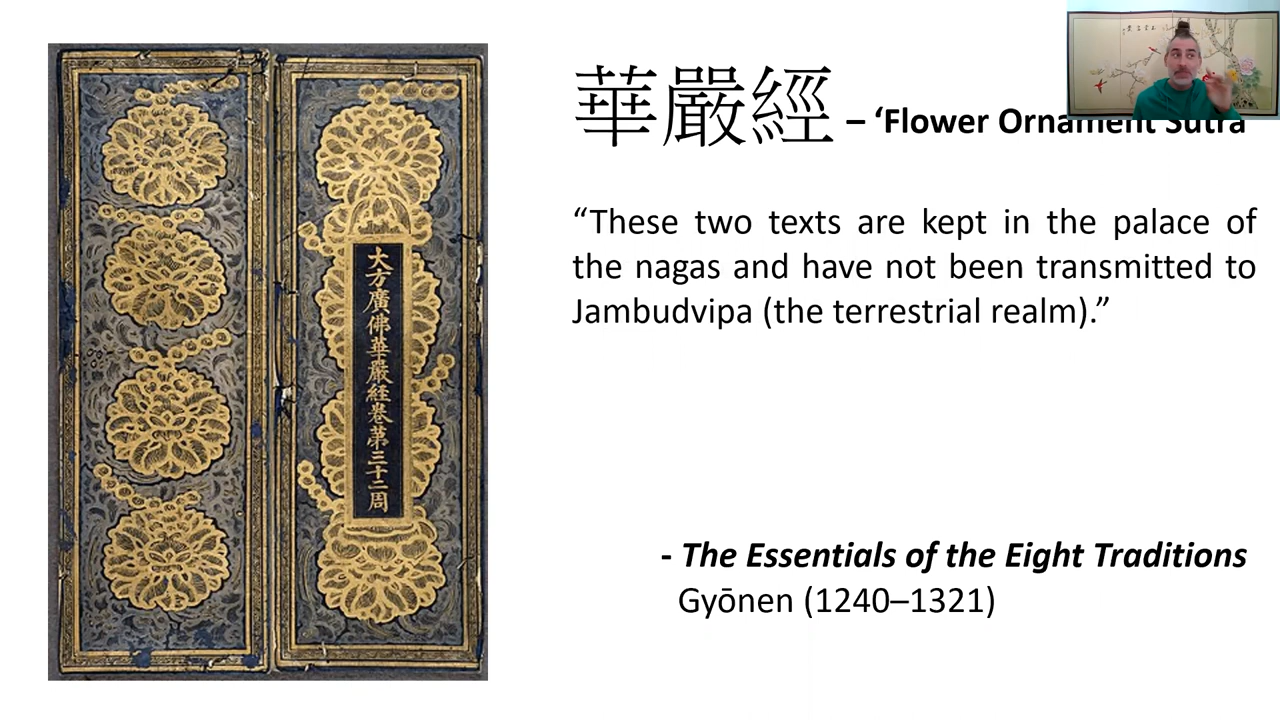 大方廣佛華嚴經卷第三十二周
華嚴經 – ‘Flower Ornament Sutra
“These two texts are kept in the palace of
the nagas and have not been transmitted to
Jambudvipa (the terrestrial realm).”
- The Essentials of the Eight Traditions
Gyōnen (1240–1321)